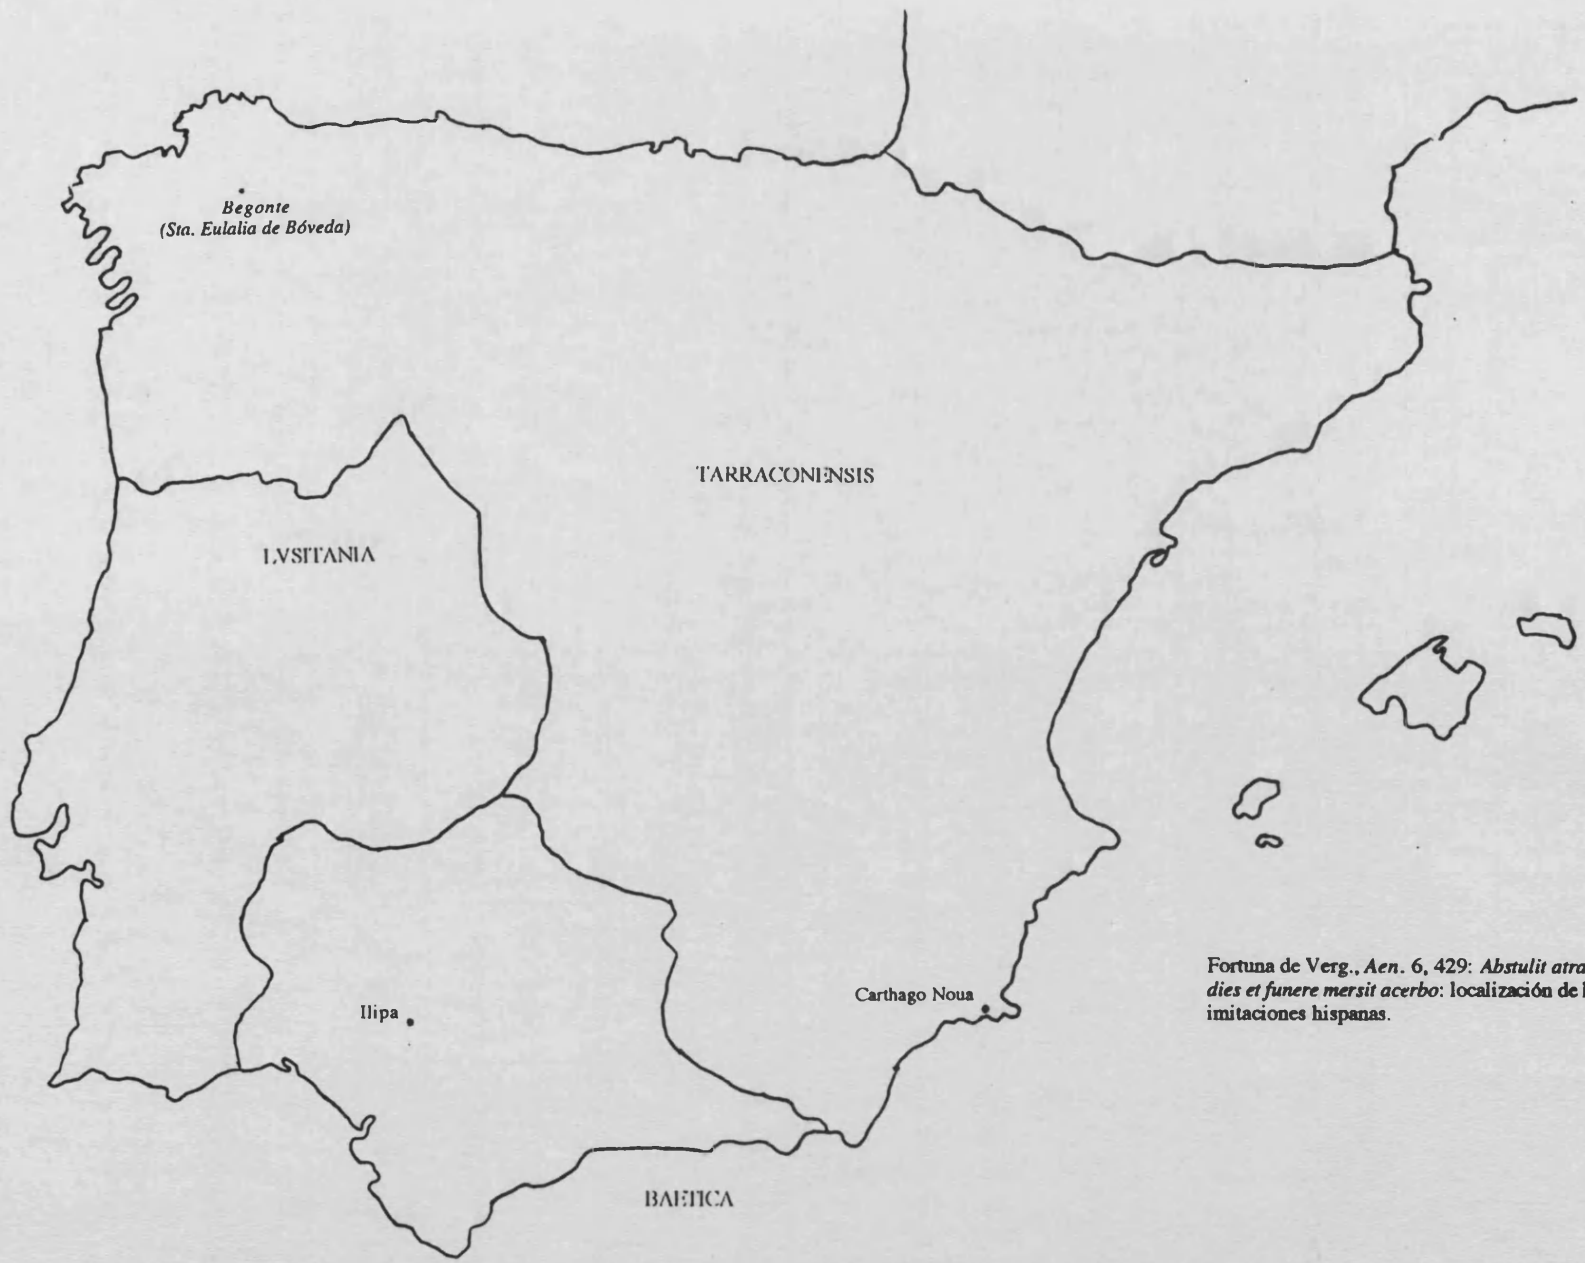 Begonte
(Sta. Eulalia de Bóveda)
TARRACONENSIS
LVSITANIA
Carthago Noua
Ilipa
Fortuna de Verg., Aen. 6, 429: Abstulit atra
dies et funere mersit acerbo: localización de
imitaciones hispanas.
BAETICA